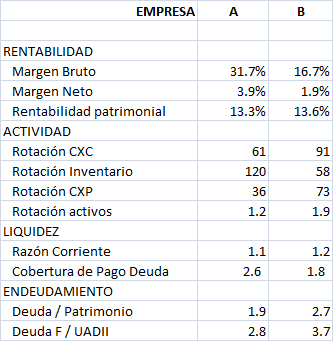 EMPRESA A B
RENTABILIDAD
Margen Bruto 31.7% 16.7%
Margen Neto 3.9% 1.9%
Rentabilidad patrimonial 13.3% 13.6%
ACTIVIDAD
Rotación CXC 61 91
Rotación Inventario 120 58
Rotación CXP 36 73
Rotación activos 1.2 1.9
LIQUIDEZ
Razón Corriente 1.1 1.2
Cobertura de Pago Deuda 2.6 1.8
ENDEUDAMIENTO
Deuda / Patrimonio 1.9 2.7
Deuda F / UADII 2.8 3.7